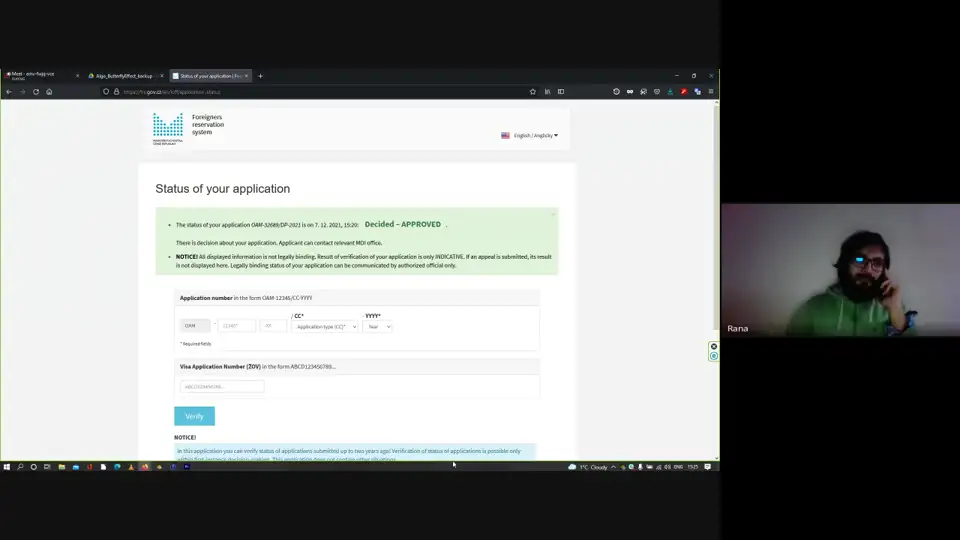 Algo_ButterflyEffect_backup
Status of your application | F
Foreigners
reservation
system
English / Anglicky
Status of your application
The status of your application OAM-32689/DP-2021 is on 7. 12. 2021, 15:20: Decided – APPROVED .
There is decision about your application. Applicant can contact relevant MOI office.
NOTICE! All displayed information is not legally binding. Result of verification of your application is only INDICATIVE. If an appeal is submitted, its result
is not displayed here. Legally binding status of your application can be communicated by authorized official only.
Application number in the form OAM-12345/CC-YYYY
/ CC* - YYYY*
OAM - 12345* XX Application type (CC)* Year
* Required fields
Visa Application Number (ZOV) in the form ABCD123450789...
ABCD123456789...
Verify
NOTICE!
In this application you can verify status of applications submitted up to two years ago! Verification of status of applications is possible only
Rana
1°C Cloudy ENG 15:25